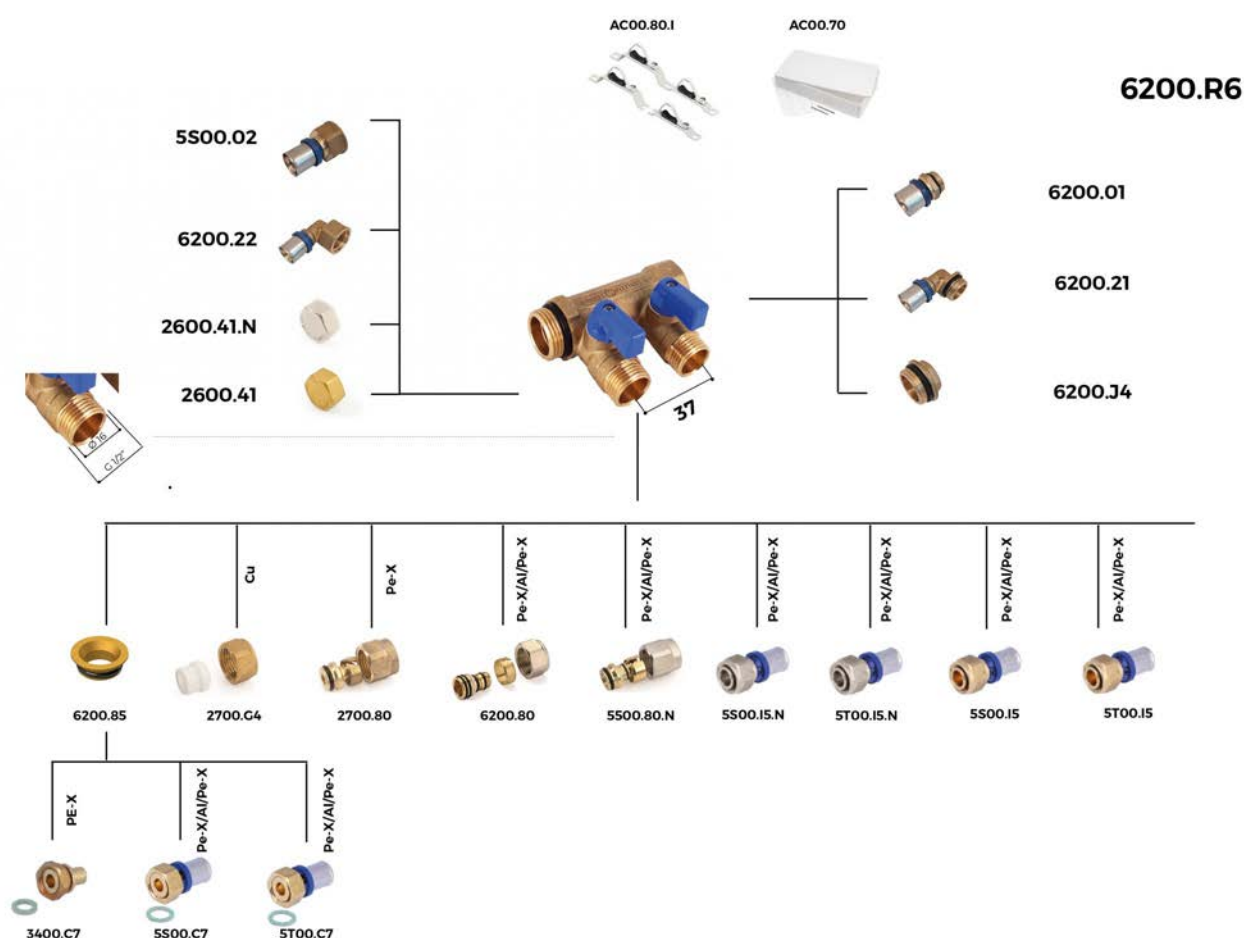 AC00.80.I
AC00.70
6200.R6
5S00.02
6200.22
2600.41.N
2600.41
6200.01
6200.21
6200.J4
37
Ø 16
G 1/2"
Cu
Pe-X
Pe-X/Al/Pe-X
Pe-X/Al/Pe-X
Pe-X/Al/Pe-X
Pe-X/Al/Pe-X
Pe-X/Al/Pe-X
Pe-X/Al/Pe-X
6200.85
2700.G4
2700.80
6200.80
5500.80.N
5S00.I5.N
5T00.I5.N
5S00.I5
5T00.I5
PE-X
Pe-X/Al/Pe-X
Pe-X/Al/Pe-X
3400.C7
5S00.C7
5T00.C7